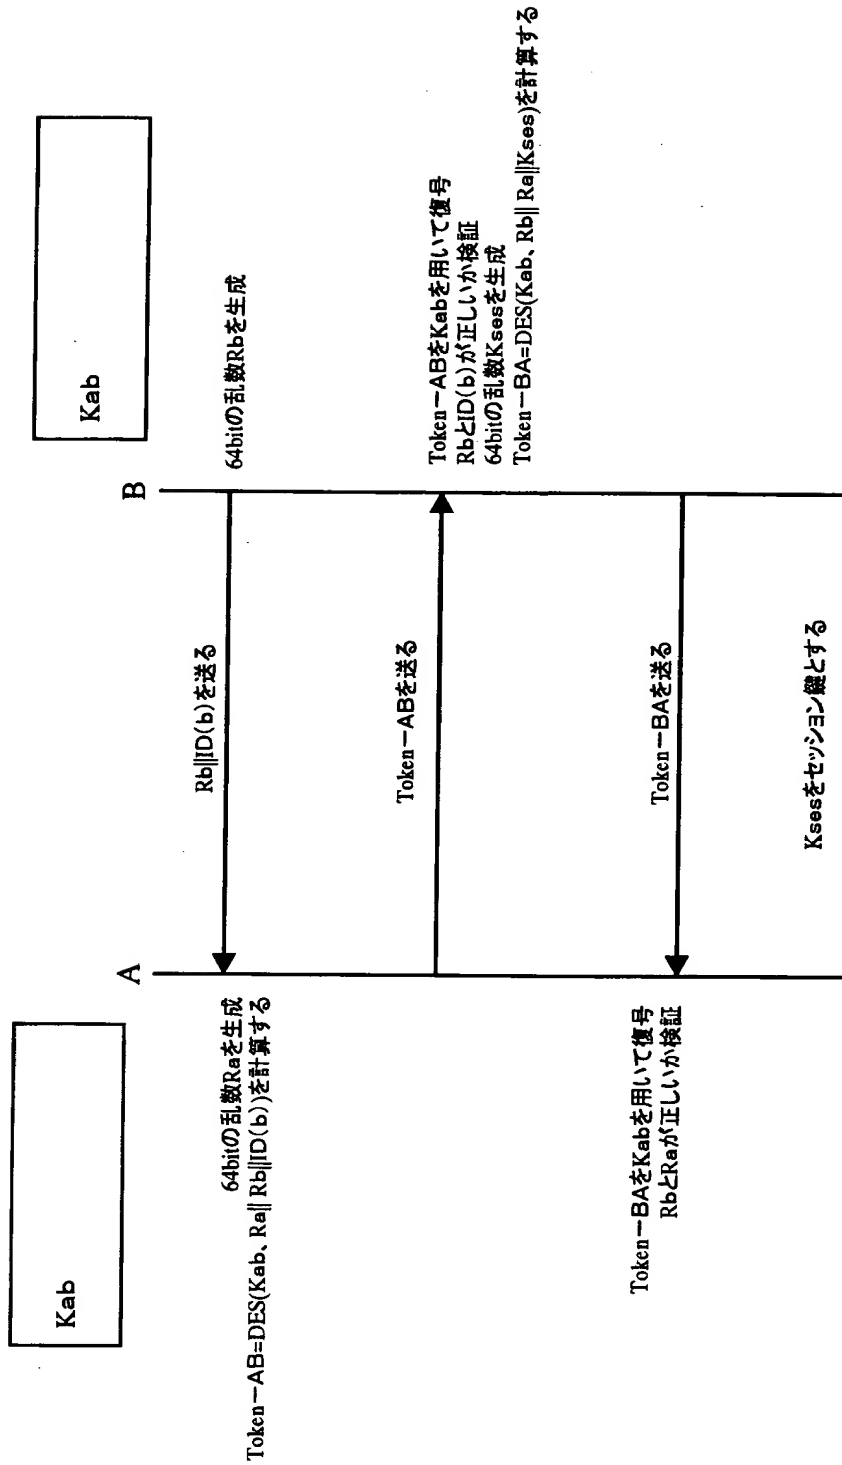 Kab
Kab
A
B
64bitの乱数Rbを生成
Rb||ID(b)を送る
64bitの乱数Raを生成
Token－AB=DES(Kab、Ra|| Rb||ID(b))を計算する
Token－ABを送る
Token－ABをKabを用いて復号
RbとID(b)が正しいか検証
64bitの乱数Ksesを生成
Token－BA=DES(Kab、Rb|| Ra||Kses)を計算する
Token－BAを送る
Token－BAをKabを用いて復号
RbとRaが正しいか検証
Ksesをセッション鍵とする